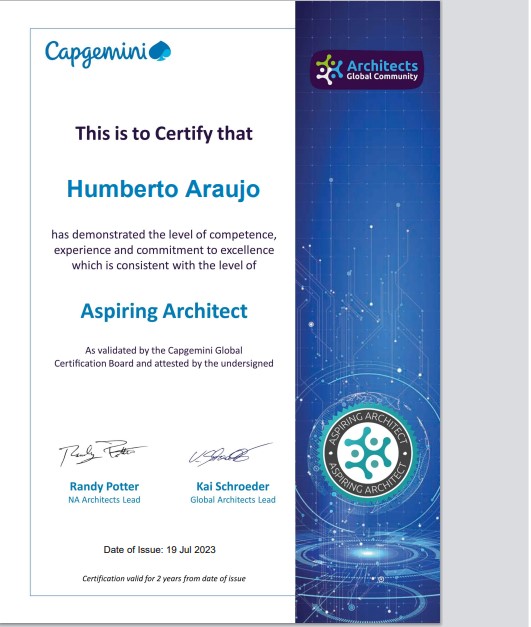 Capgemini
Architects
Global Community
This is to Certify that
Humberto Araujo
has demonstrated the level of competence,
experience and commitment to excellence
which is consistent with the level of
Aspiring Architect
As validated by the Capgemini Global
Certification Board and attested by the undersigned
Randy Potter
Randy Potter
NA Architects Lead
Kai Schroeder
Global Architects Lead
ASPIRING ARCHITECT
ASPIRING ARCHITECT
Date of Issue: 19 Jul 2023
Certification valid for 2 years from date of issue